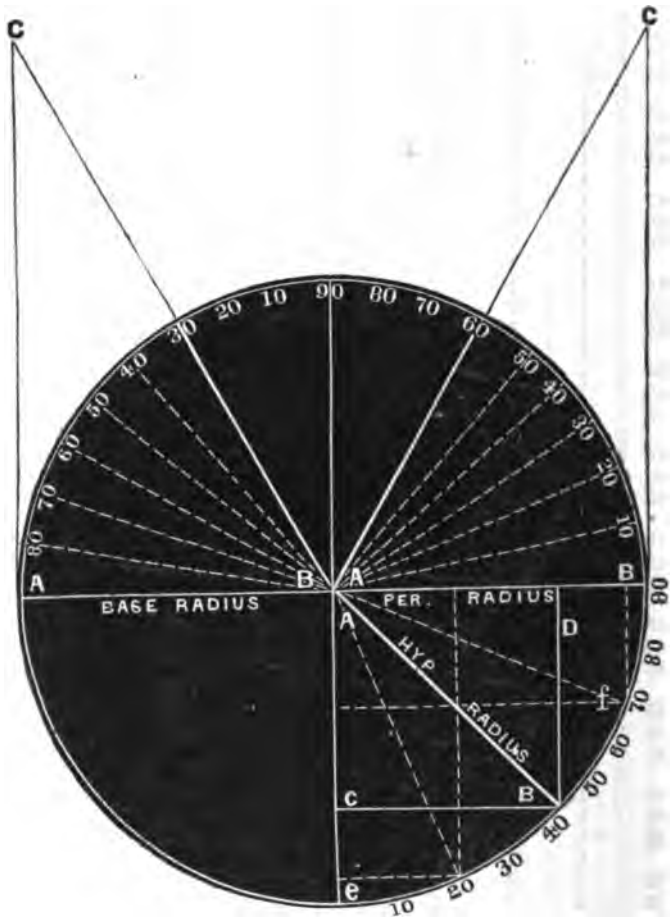 C C
30 20 10 90 80 70 60
40 50
50 40
60 30
70 20
80 10
A B A B
BASE RADIUS PER. RADIUS 90
A D
HYP. RADIUS 80
f 70
60
50
C B 40
30
e 20
10